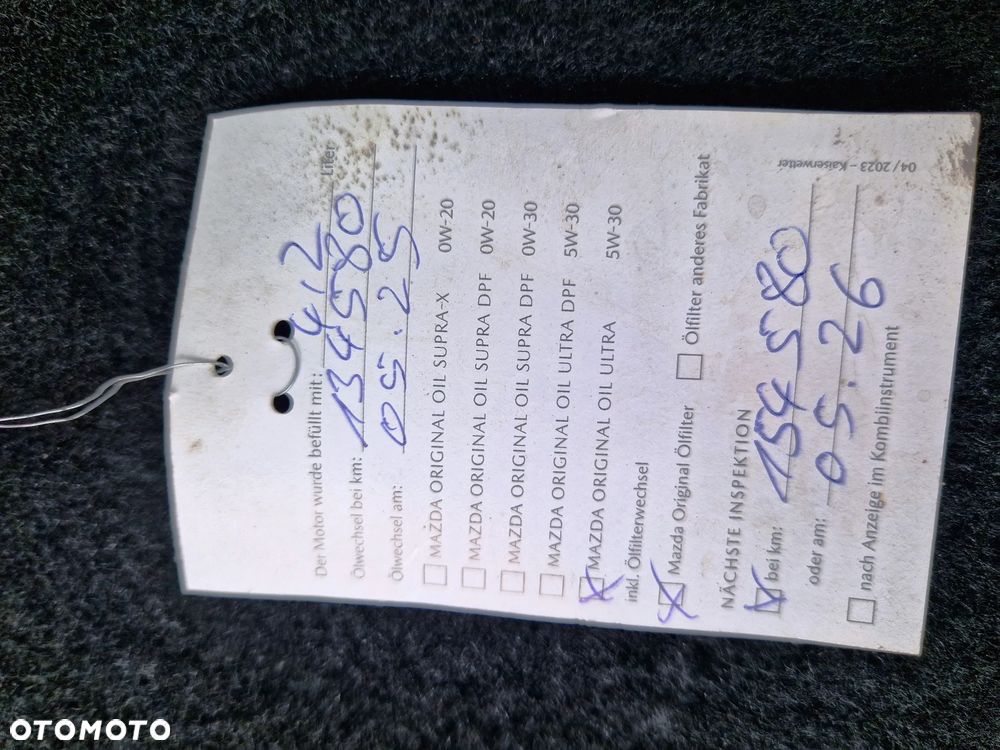 Der Motor wurde befüllt mit: 4,2 Liter
Ölwechsel bei km: 134580
Ölwechsel am: 05.25
MAZDA ORIGINAL OIL SUPRA-X 0W-20
MAZDA ORIGINAL OIL SUPRA DPF 0W-20
MAZDA ORIGINAL OIL SUPRA DPF 0W-30
MAZDA ORIGINAL OIL ULTRA DPF 5W-30
MAZDA ORIGINAL OIL ULTRA 5W-30
inkl. Ölfilterwechsel
Mazda Original Ölfilter Ölfilter anderes Fabrikat
NÄCHSTE INSPEKTION
bei km: 154580
oder am: 05.26
nach Anzeige im Kombiinstrument
04/2023 – Kaiserwetter
OTOMOTO